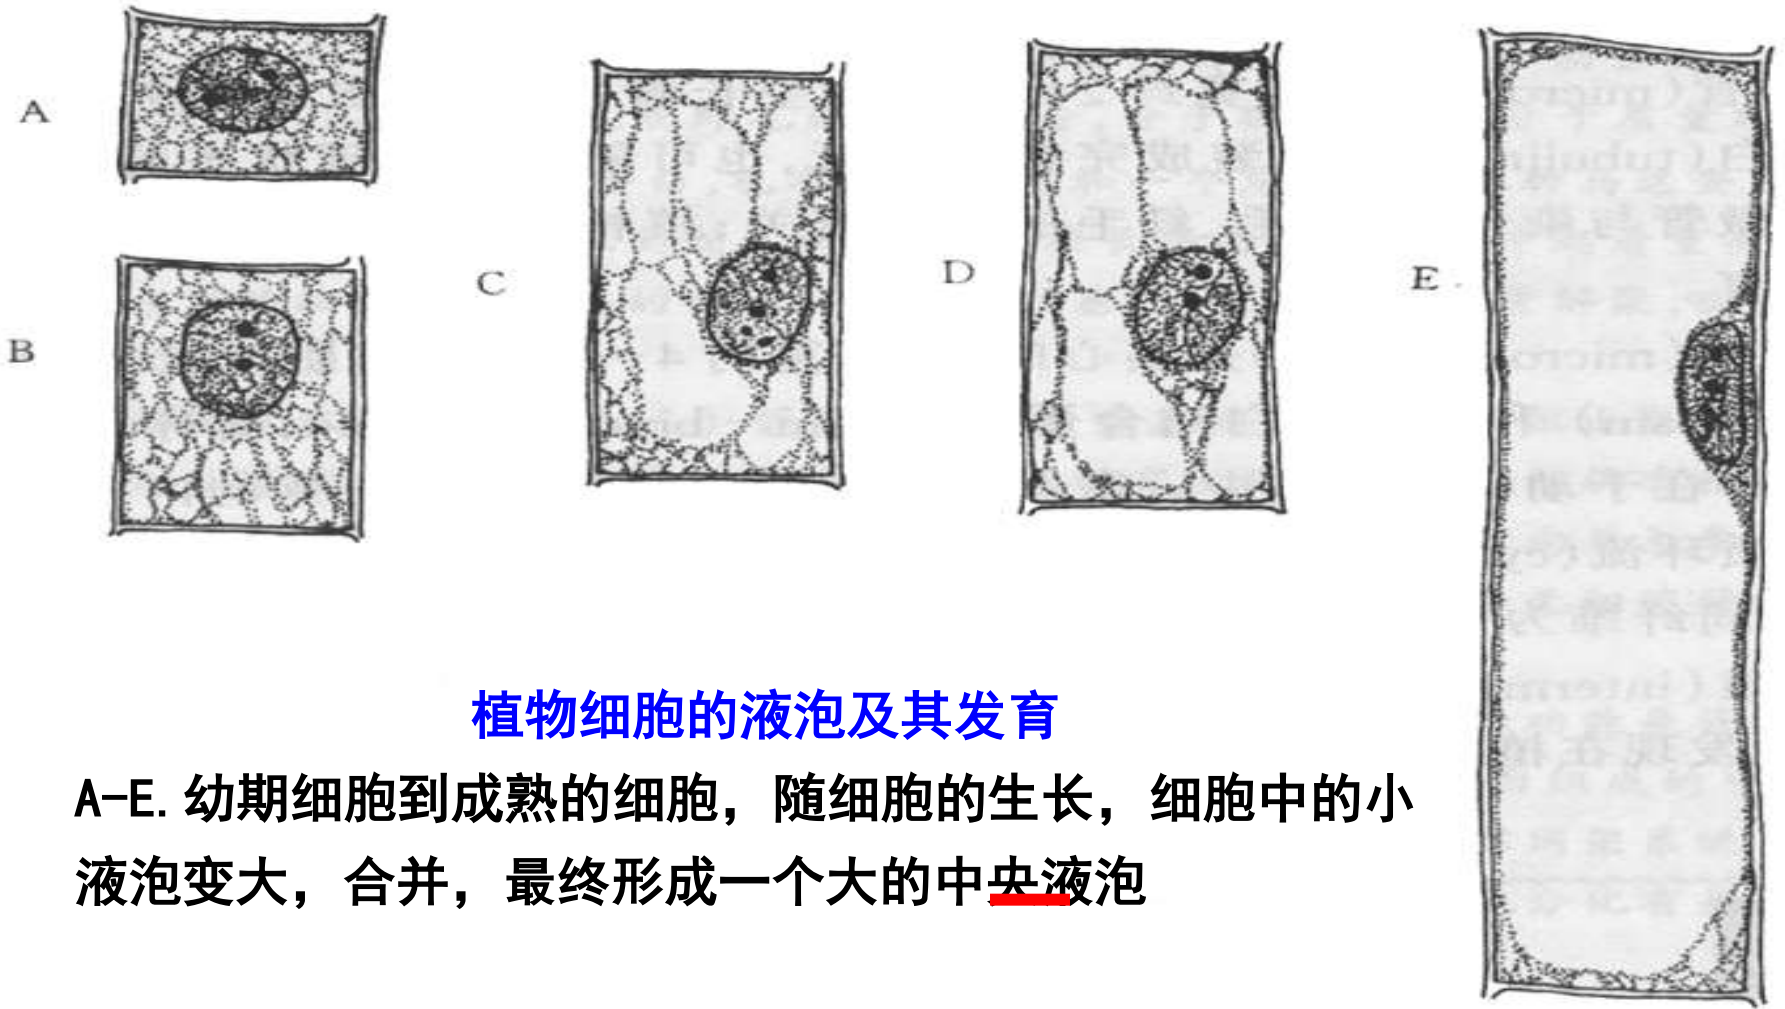 A
B
C
D
E
植物细胞的液泡及其发育
A-E.幼期细胞到成熟的细胞，随细胞的生长，细胞中的小
液泡变大，合并，最终形成一个大的中央液泡